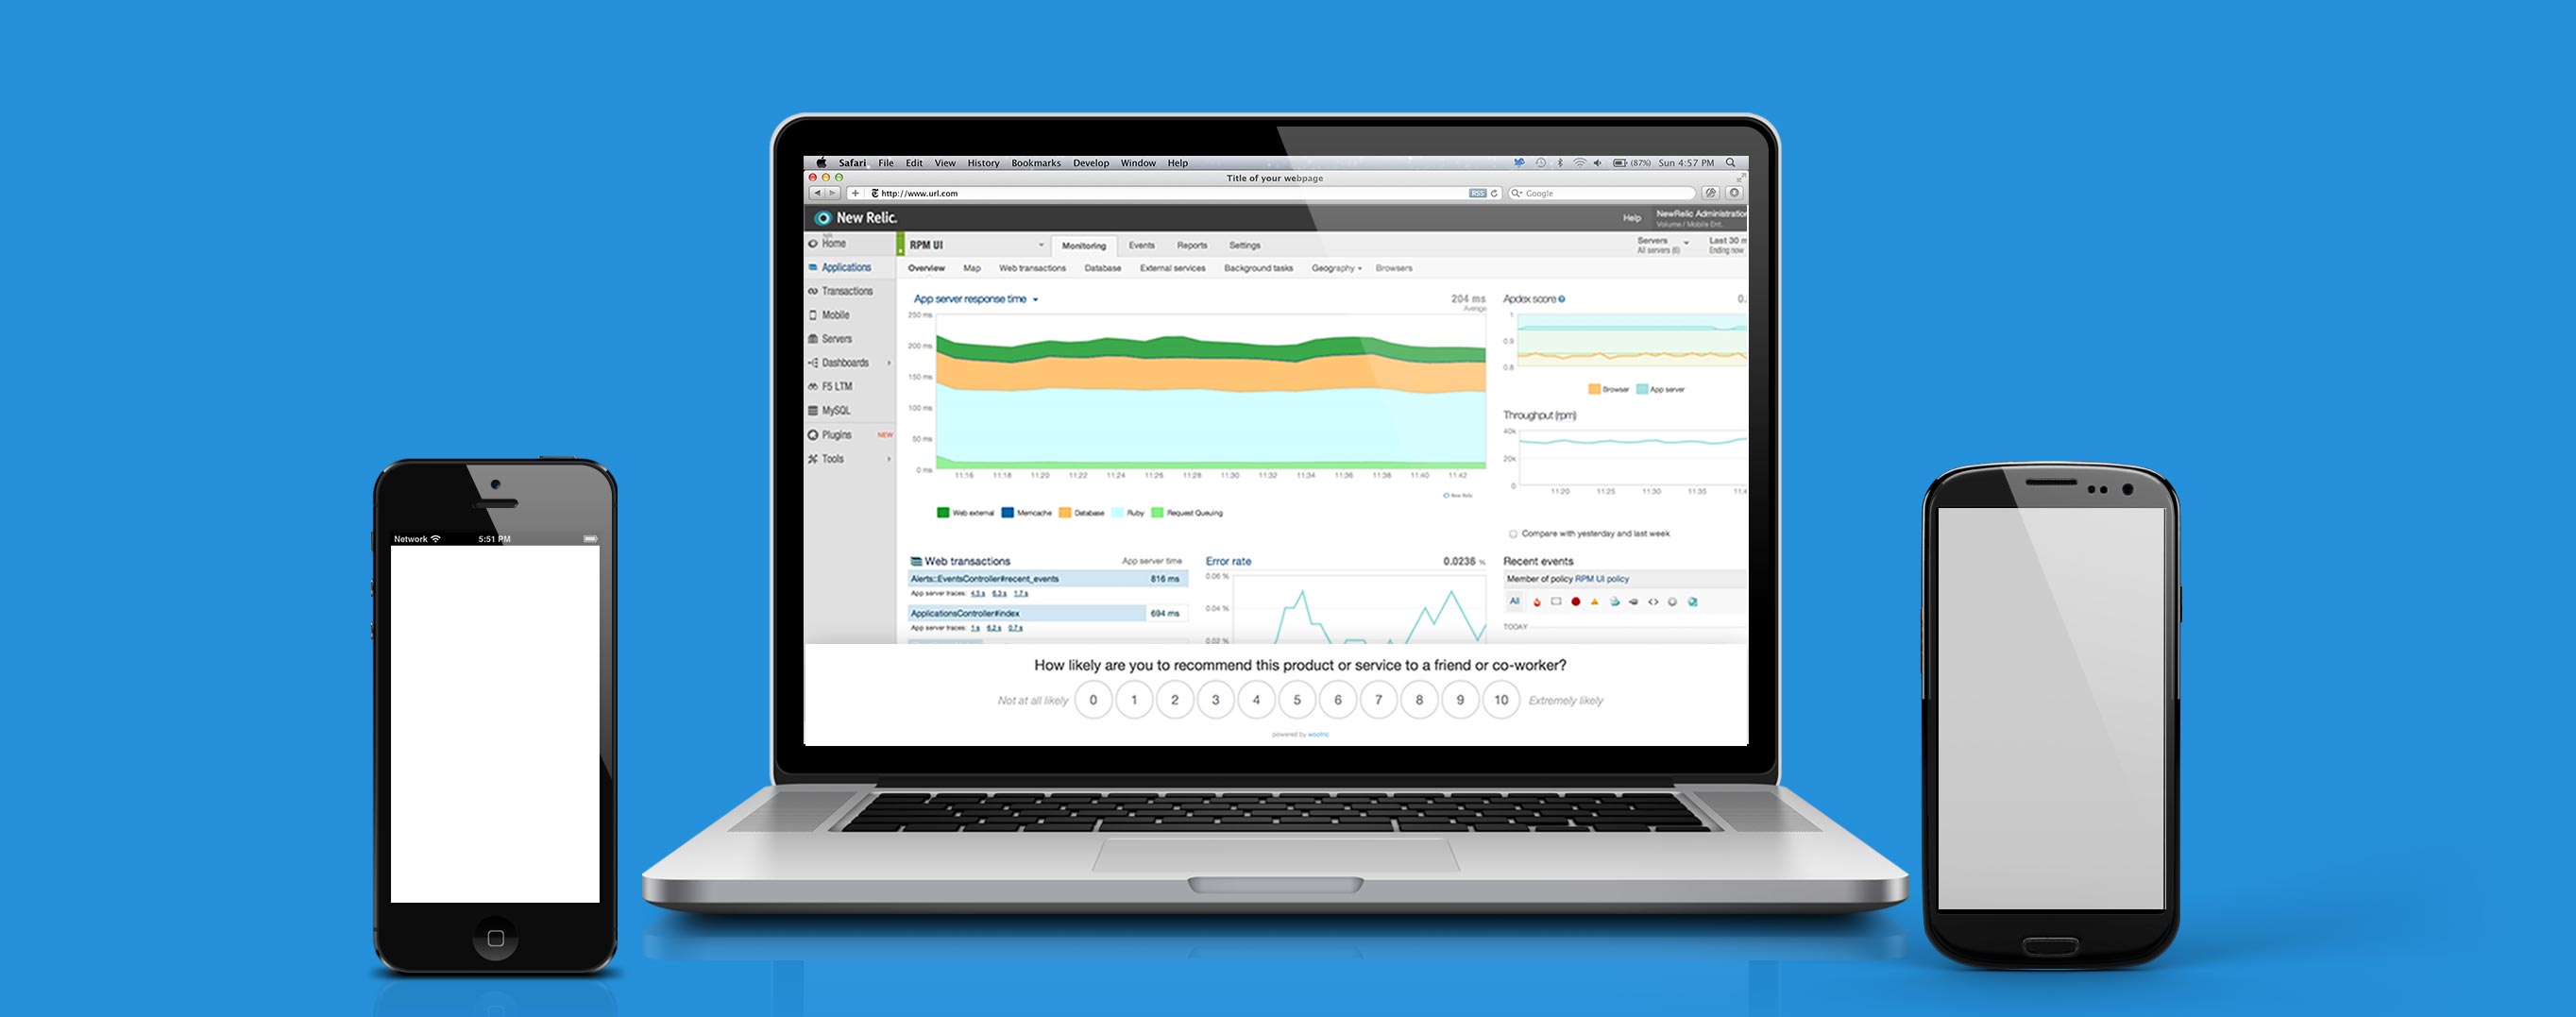 Safari File Edit View History Bookmarks Develop Window Help (87%) Sun 4:57 PM
Title of your webpage
http://www.url.com RSS Google
New Relic. Help NewRelic Administration
Volume / Mobile Ent.
Home
Applications
Transactions
Mobile
Servers
Dashboards
F5 LTM
MySQL
Plugins NEW
Tools
RPM UI Monitoring Events Reports Settings
Servers Last 30 m
All servers (6) Ending now
Overview Map Web transactions Database External services Background tasks Geography Browsers
App server response time 204 ms
Average
250 ms
200 ms
150 ms
100 ms
50 ms
0 ms
11:16 11:18 11:20 11:22 11:24 11:26 11:28 11:30 11:32 11:34 11:36 11:38 11:40 11:42
New Relic
Web external Memcache Database Ruby Request Queuing
Apdex score 0.
1
0.9
0.8
Browser App server
Throughput (rpm)
40k
20k
0
11:20 11:25 11:30 11:35 11:4
Compare with yesterday and last week
Web transactions App server time
Alerts::EventsController#recent_events 816 ms
App server traces: 4.5 s 6.3 s 1.7 s
ApplicationsController#index 694 ms
App server traces: 1 s 6.2 s 0.7 s
Error rate 0.0236 %
0.06 %
0.04 %
0.02 %
Recent events
Member of policy RPM UI policy
All
TODAY
How likely are you to recommend this product or service to a friend or co-worker?
Not at all likely 0 1 2 3 4 5 6 7 8 9 10 Extremely likely
powered by wootric
Network 5:51 PM